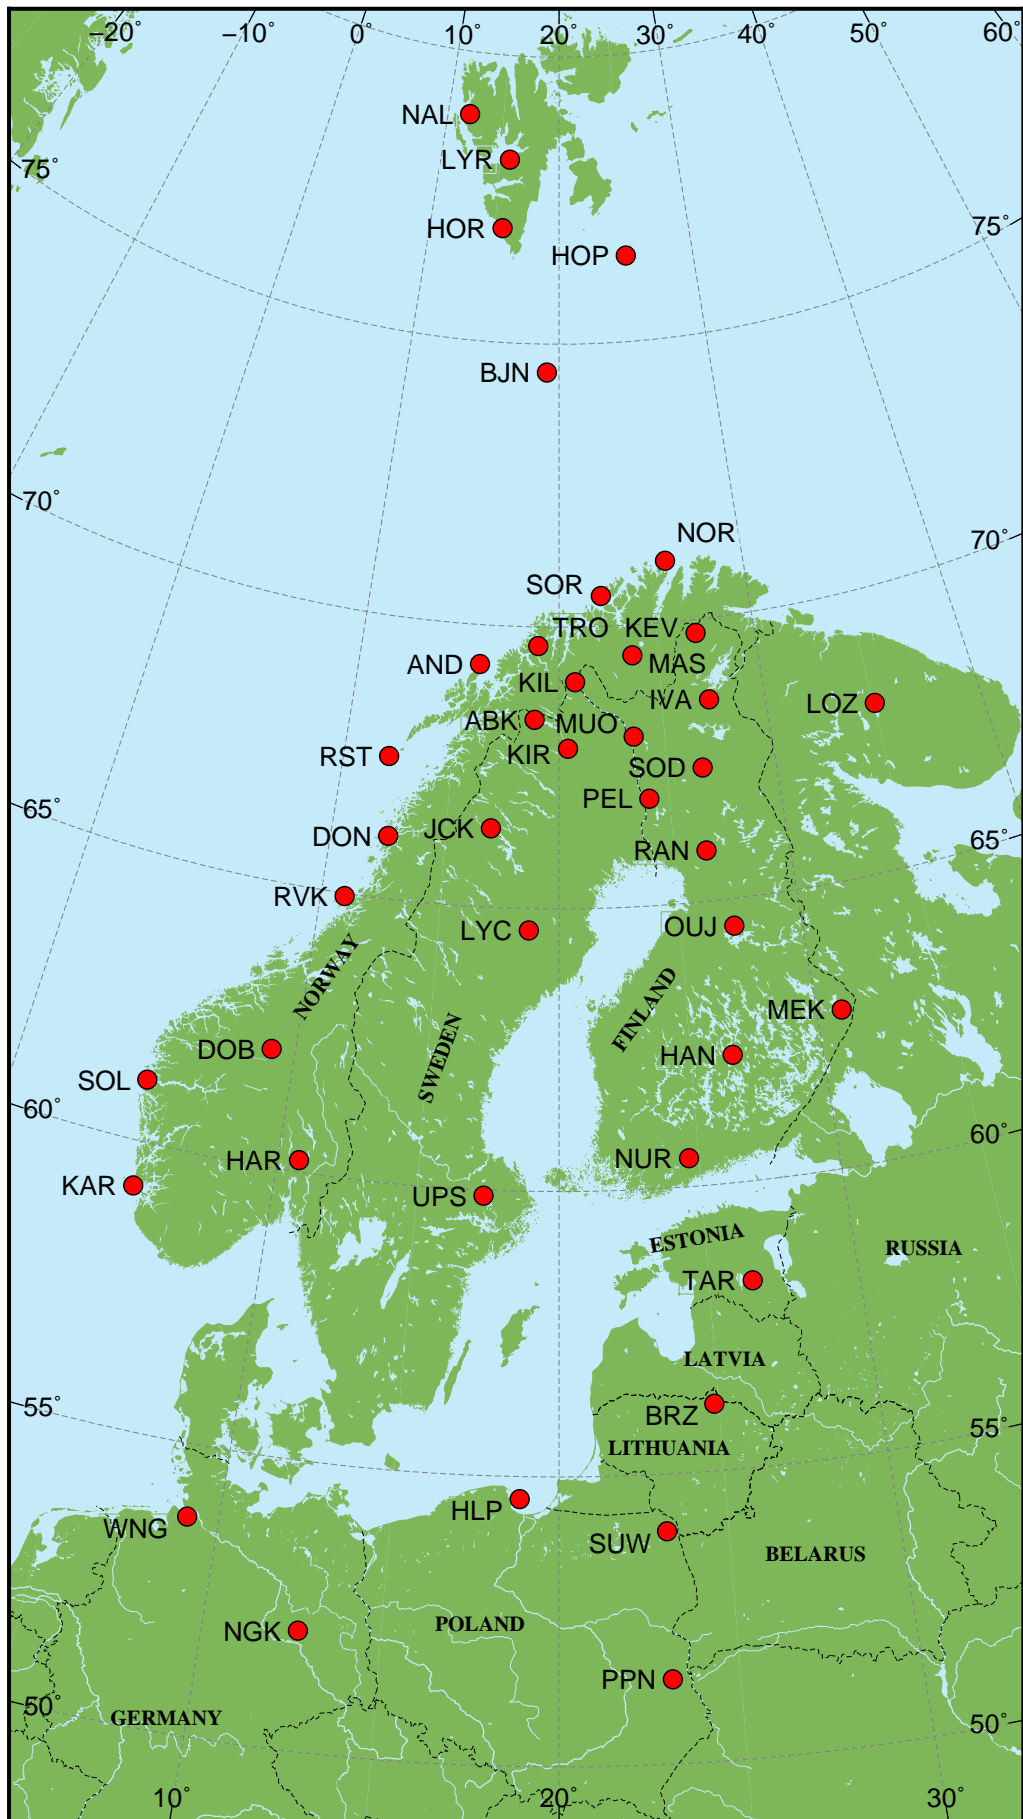 −20° −10° 0° 10° 20° 30° 40° 50° 60°
NAL
LYR
75°
HOR
75°
HOP
BJN
70°
NOR
70°
SOR
TRO KEV
AND MAS
KIL
IVA LOZ
ABK MUO
KIR
RST
SOD
PEL
65°
JCK
DON
65°
RAN
RVK
OUJ
LYC
NORWAY
FINLAND
MEK
SWEDEN
DOB
HAN
SOL
60°
60°
HAR NUR
KAR
UPS
ESTONIA
RUSSIA
TAR
LATVIA
55°
BRZ
55°
LITHUANIA
HLP
WNG
SUW
BELARUS
POLAND
NGK
PPN
50°
GERMANY
50°
10° 20° 30°